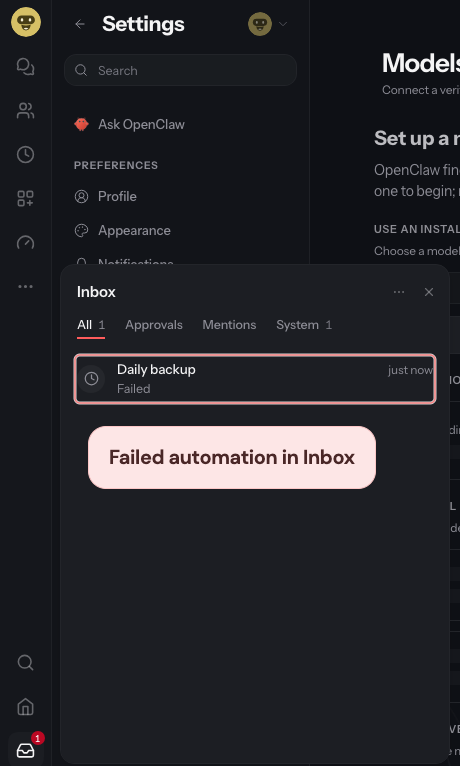 Settings
Search
Ask OpenClaw
PREFERENCES
Profile
Appearance
Notifications
Models
Connect a veri
Set up a m
OpenClaw fin
one to begin;
USE AN INSTAL
Choose a model
Inbox
All 1 Approvals Mentions System 1
Daily backup just now
Failed
Failed automation in Inbox
1